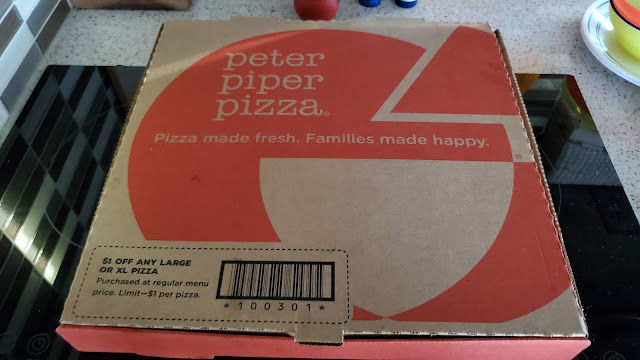 peter
piper
pizza®
Pizza made fresh. Families made happy.
$1 OFF ANY LARGE
OR XL PIZZA
Purchased at regular menu
price. Limit—$1 per pizza.
*100301*